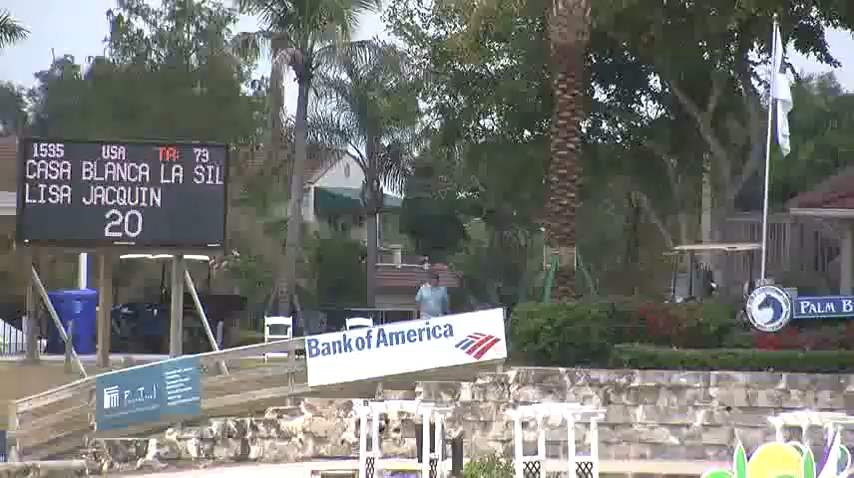 1535 USA TA: 73
CASA BLANCA LA SIL
LISA JACQUIN
20
Bank of America
PALM B